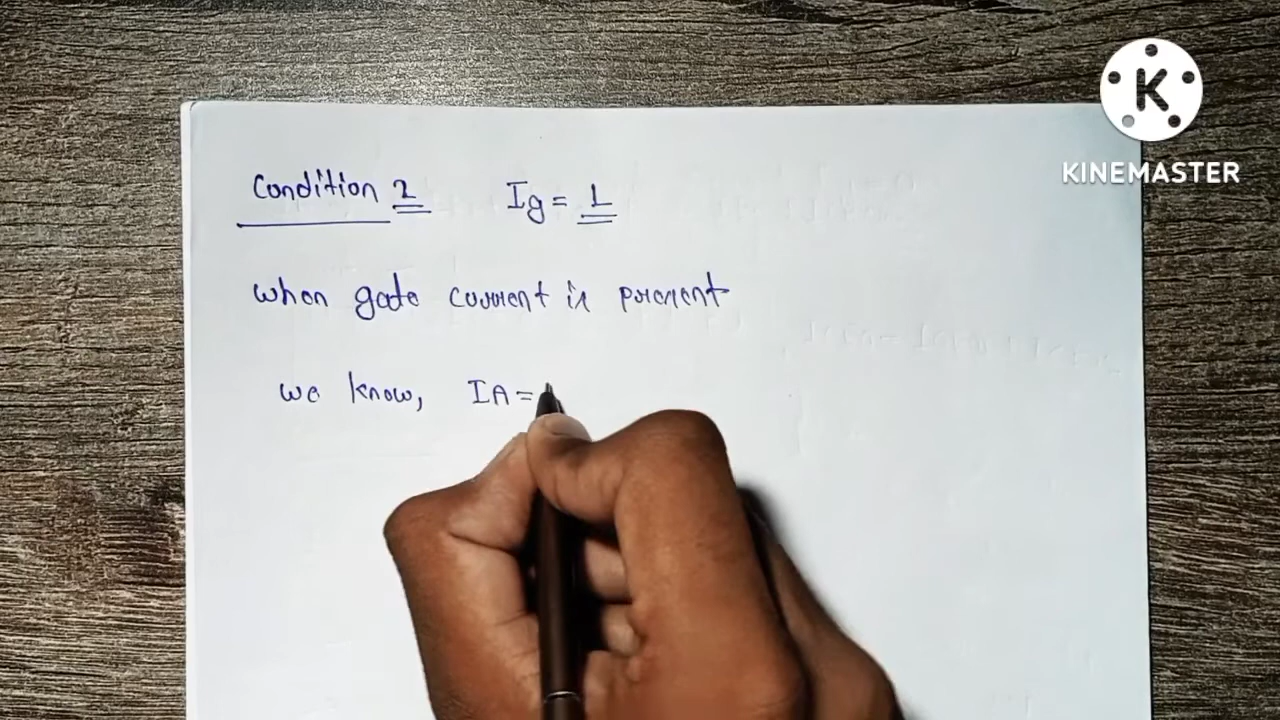 Condition 2 Ig = 1
K
KINEMASTER
when gate current is present
we know, IA =